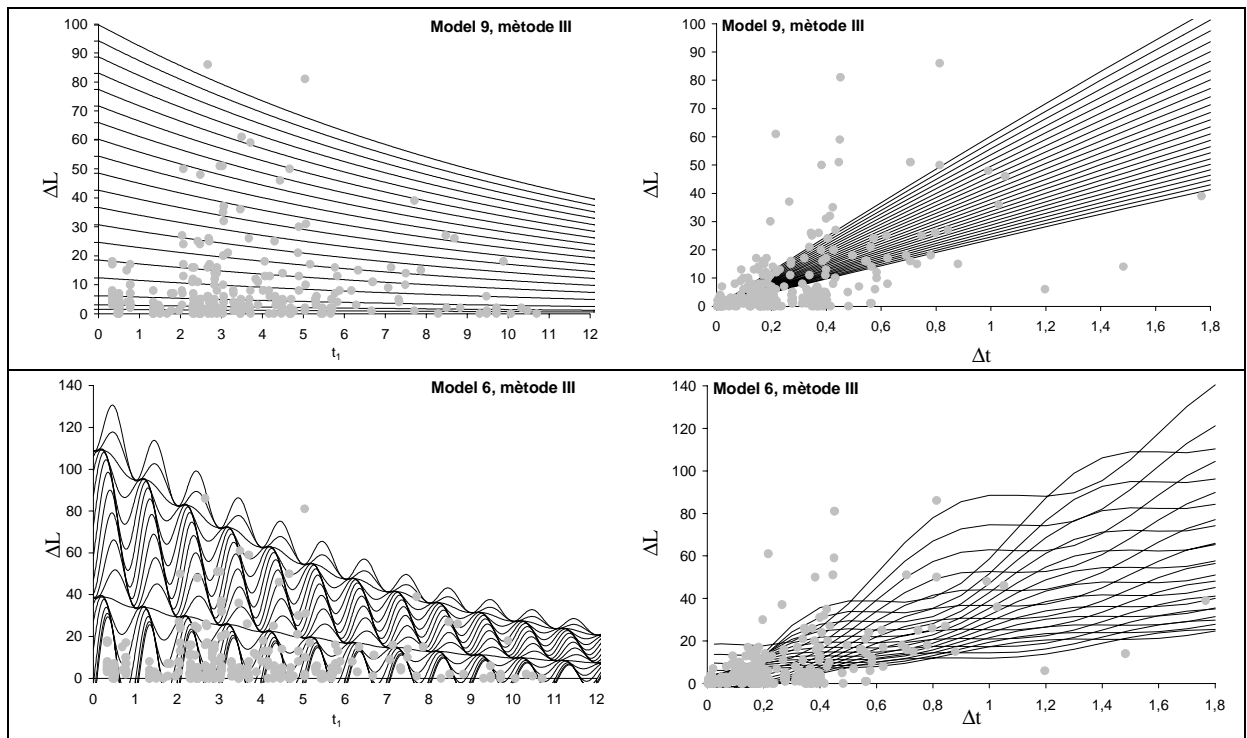 Model 9, mètode III
100
90
80
70
60
50
40
30
20
10
0
ΔL
0 1 2 3 4 5 6 7 8 9 10 11 12
t₁
Model 9, mètode III
100
90
80
70
60
50
40
30
20
10
0
ΔL
0 0,2 0,4 0,6 0,8 1 1,2 1,4 1,6 1,8
Δt
Model 6, mètode III
140
120
100
80
60
40
20
0
ΔL
0 1 2 3 4 5 6 7 8 9 10 11 12
t₁
Model 6, mètode III
140
120
100
80
60
40
20
0
ΔL
0 0,2 0,4 0,6 0,8 1 1,2 1,4 1,6 1,8
Δt